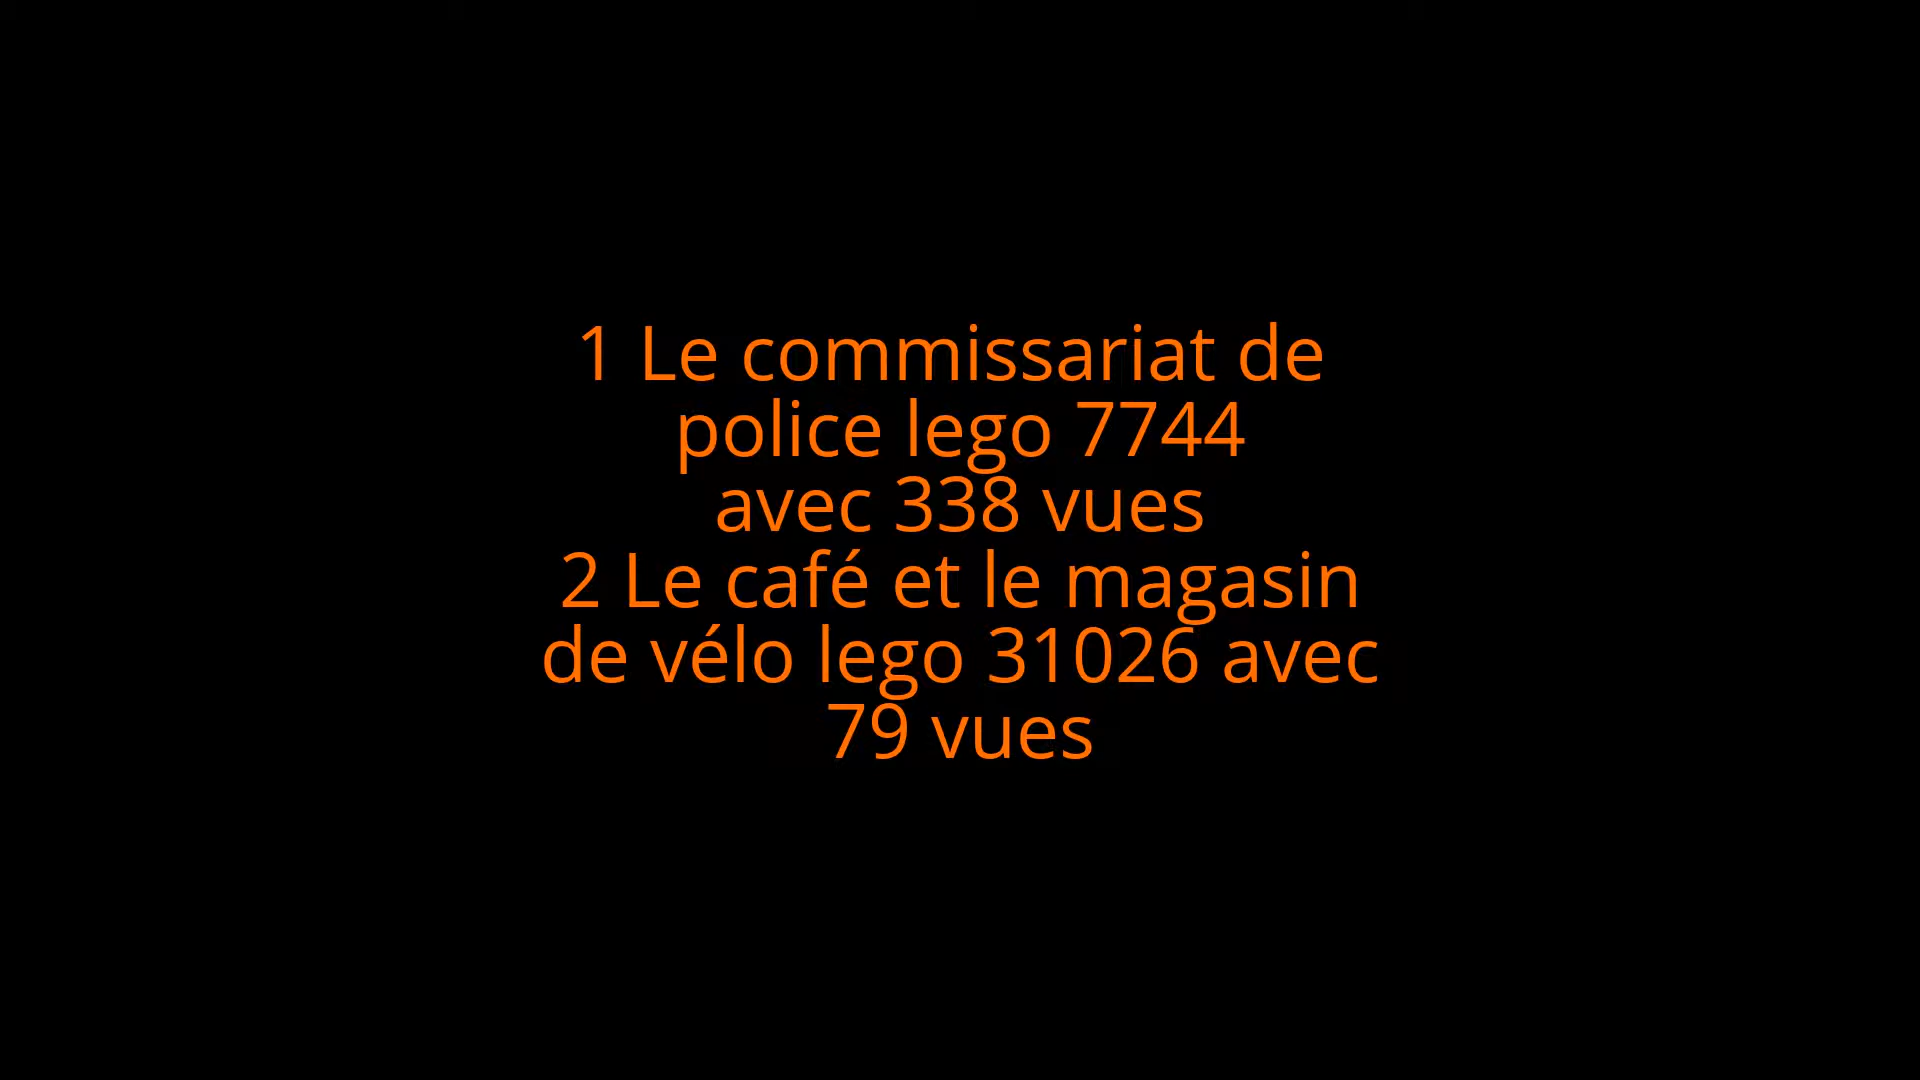 1 Le commissariat de
police lego 7744
avec 338 vues
2 Le café et le magasin
de vélo lego 31026 avec
79 vues